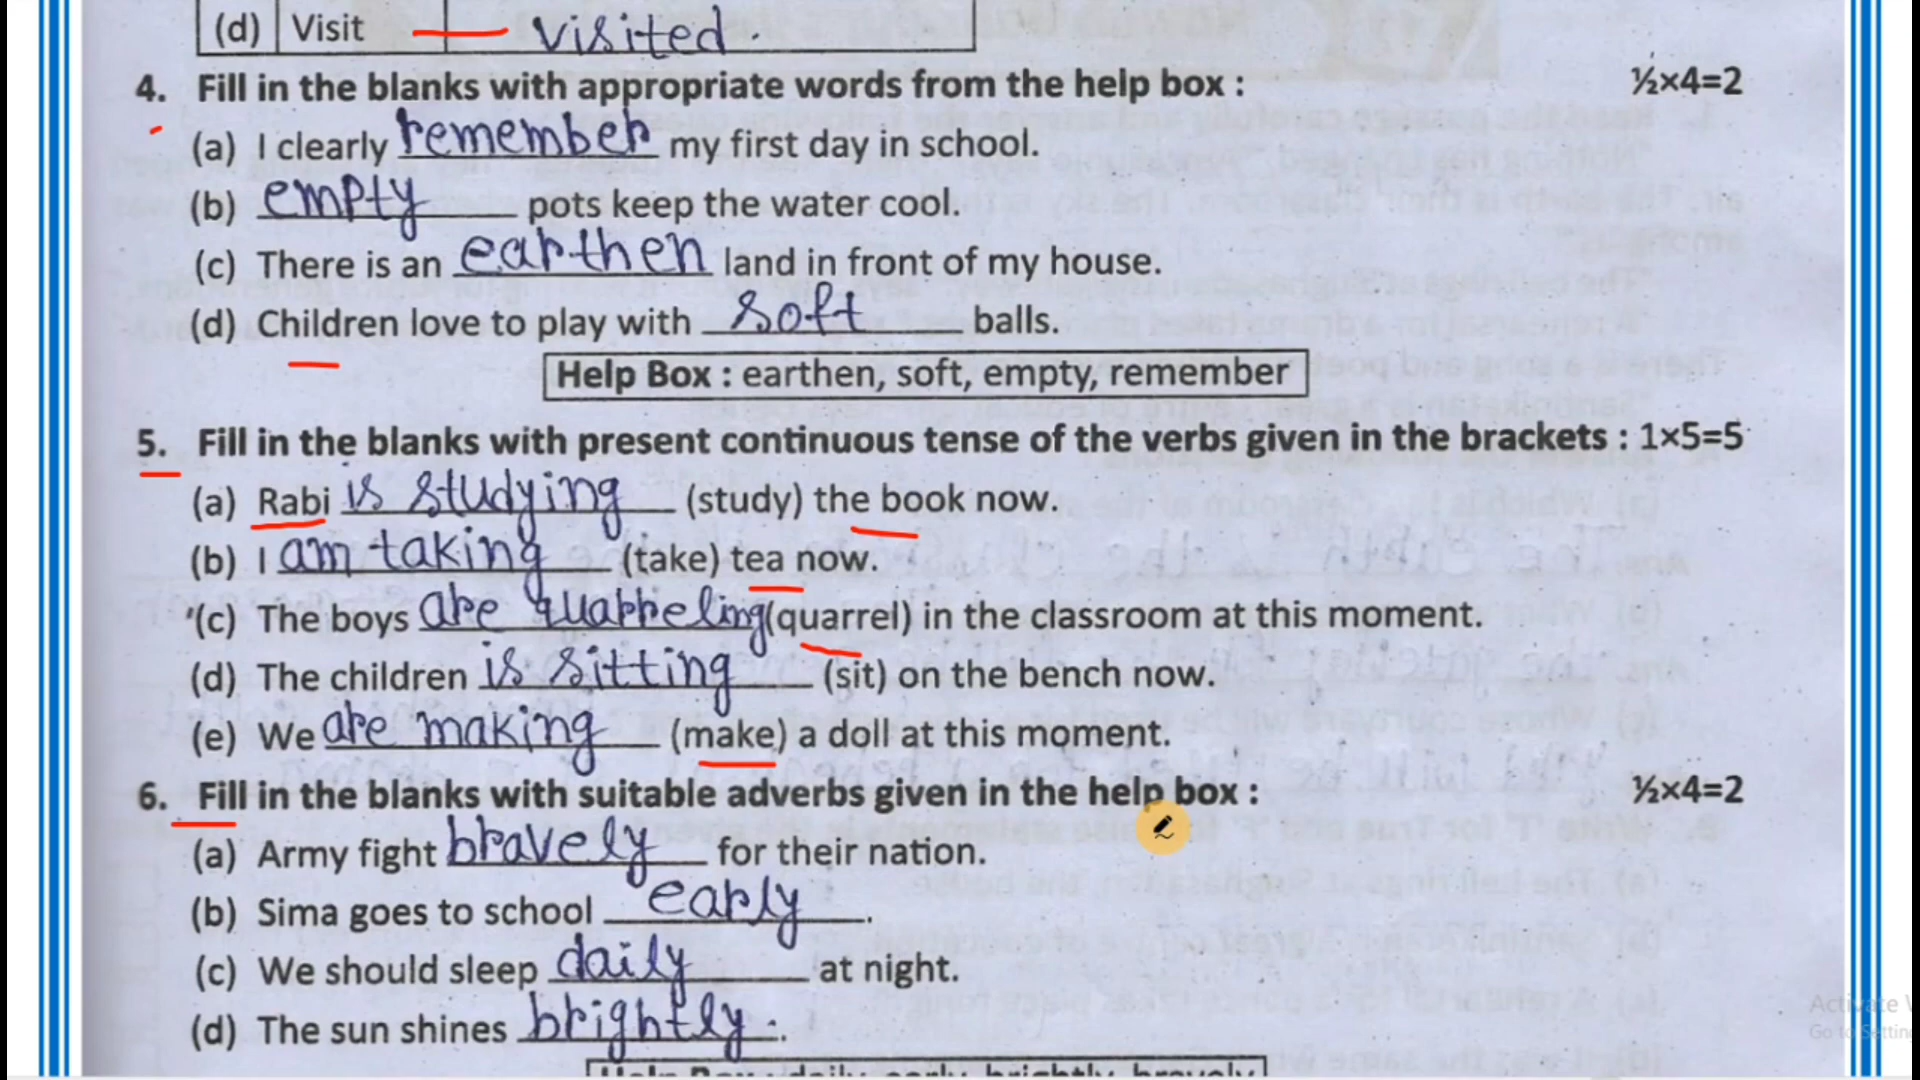 (d) Visit visited.
4. Fill in the blanks with appropriate words from the help box : ½×4=2
(a) I clearly remember my first day in school.
(b) empty pots keep the water cool.
(c) There is an earthen land in front of my house.
(d) Children love to play with soft balls.
Help Box : earthen, soft, empty, remember
5. Fill in the blanks with present continuous tense of the verbs given in the brackets : 1×5=5
(a) Rabi is studying (study) the book now.
(b) I am taking (take) tea now.
(c) The boys are quarreling (quarrel) in the classroom at this moment.
(d) The children is sitting (sit) on the bench now.
(e) We are making (make) a doll at this moment.
6. Fill in the blanks with suitable adverbs given in the help box : ½×4=2
(a) Army fight bravely for their nation.
(b) Sima goes to school early.
(c) We should sleep daily at night.
(d) The sun shines brightly.
Help Box : daily, early, brightly, bravely